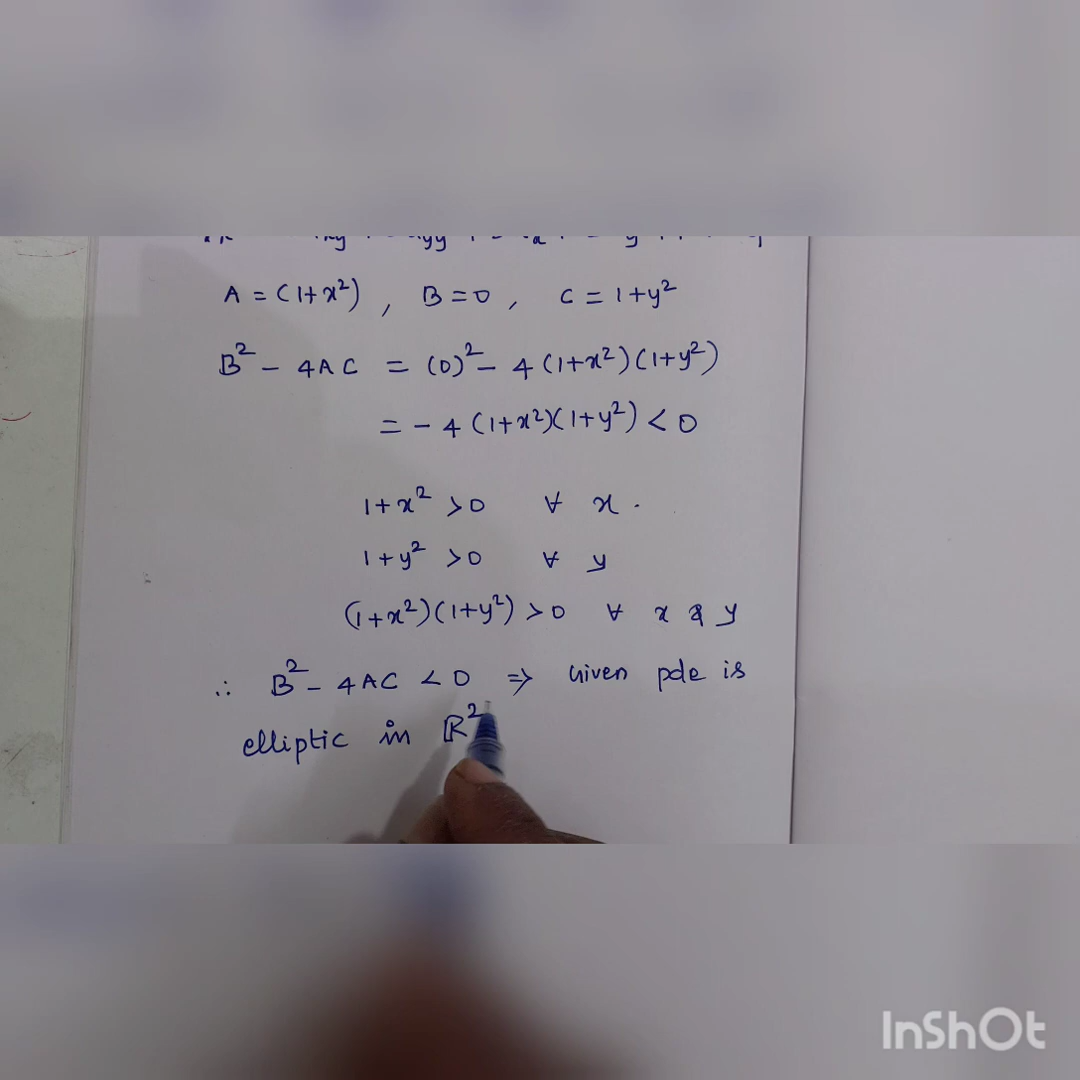 A = (1+x²) , B = 0 , C = 1+y²
B² - 4AC = (0)² - 4(1+x²)(1+y²)
= -4(1+x²)(1+y²) < 0
1+x² > 0 ∀ x.
1+y² > 0 ∀ y
(1+x²)(1+y²) > 0 ∀ x & y
∴ B² - 4AC < 0 ⇒ Given pde is
elliptic in ℝ²
InShOt